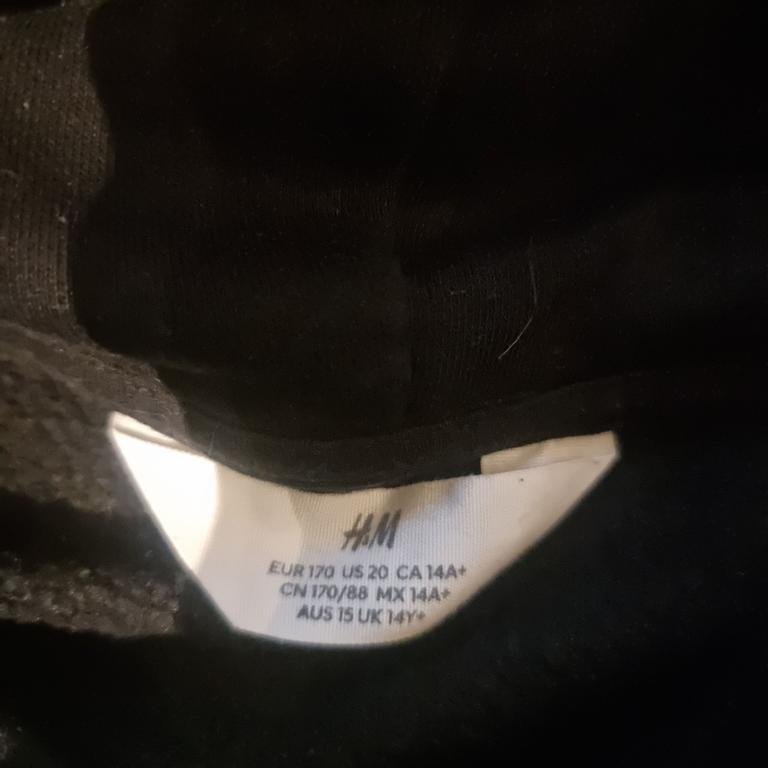 H&M
EUR 170 US 20 CA 14A+
CN 170/88 MX 14A+
AUS 15 UK 14Y+